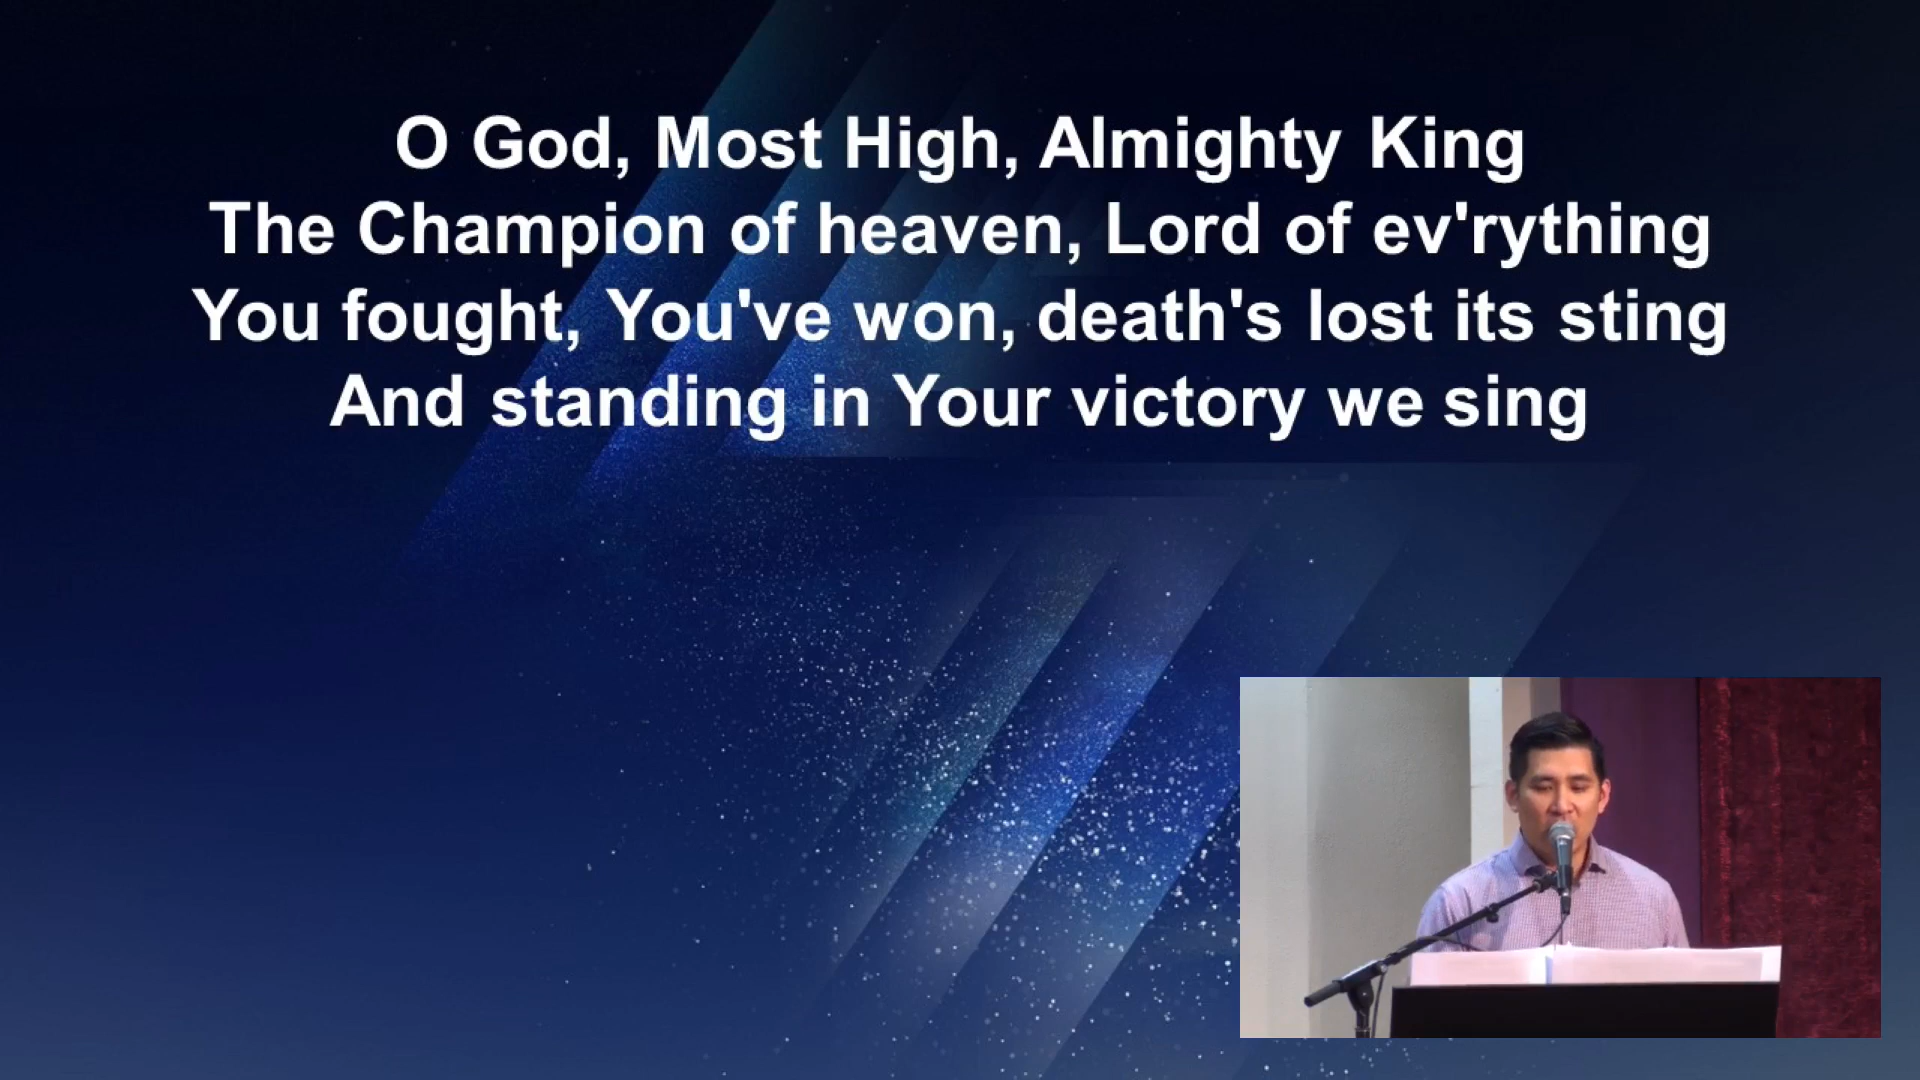 O God, Most High, Almighty King
The Champion of heaven, Lord of ev'rything
You fought, You've won, death's lost its sting
And standing in Your victory we sing